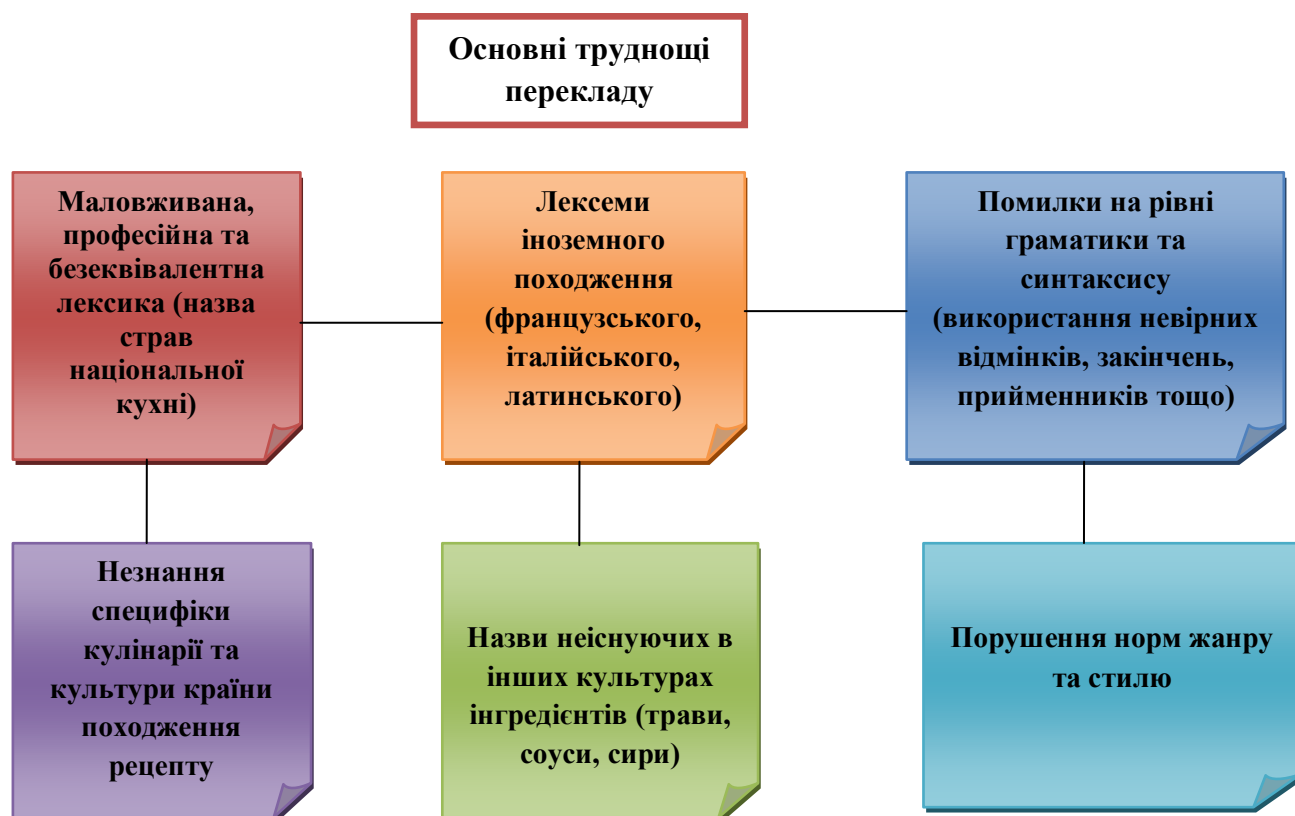 Основні труднощі
перекладу
Маловживана,
професійна та
безеквівалентна
лексика (назва
страв
національної
кухні)
Лексеми
іноземного
походження
(французського,
італійського,
латинського)
Помилки на рівні
граматики та
синтаксису
(використання невірних
відмінків, закінчень,
прийменників тощо)
Незнання
специфіки
кулінарії та
культури країни
походження
рецепту
Назви неіснуючих в
інших культурах
інгредієнтів (трави,
соуси, сири)
Порушення норм жанру
та стилю